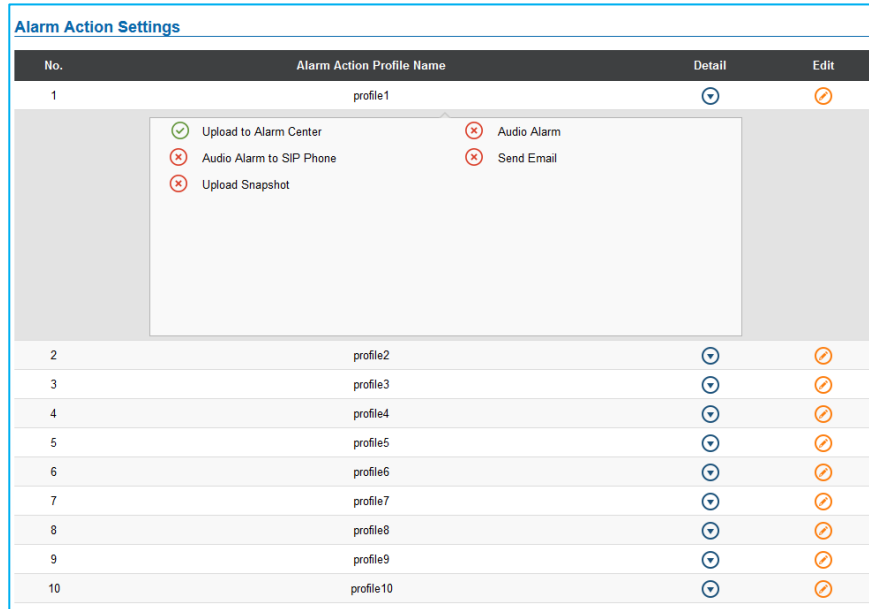 Alarm Action Settings
No. Alarm Action Profile Name Detail Edit
1 profile1
Upload to Alarm Center Audio Alarm
Audio Alarm to SIP Phone Send Email
Upload Snapshot
2 profile2
3 profile3
4 profile4
5 profile5
6 profile6
7 profile7
8 profile8
9 profile9
10 profile10